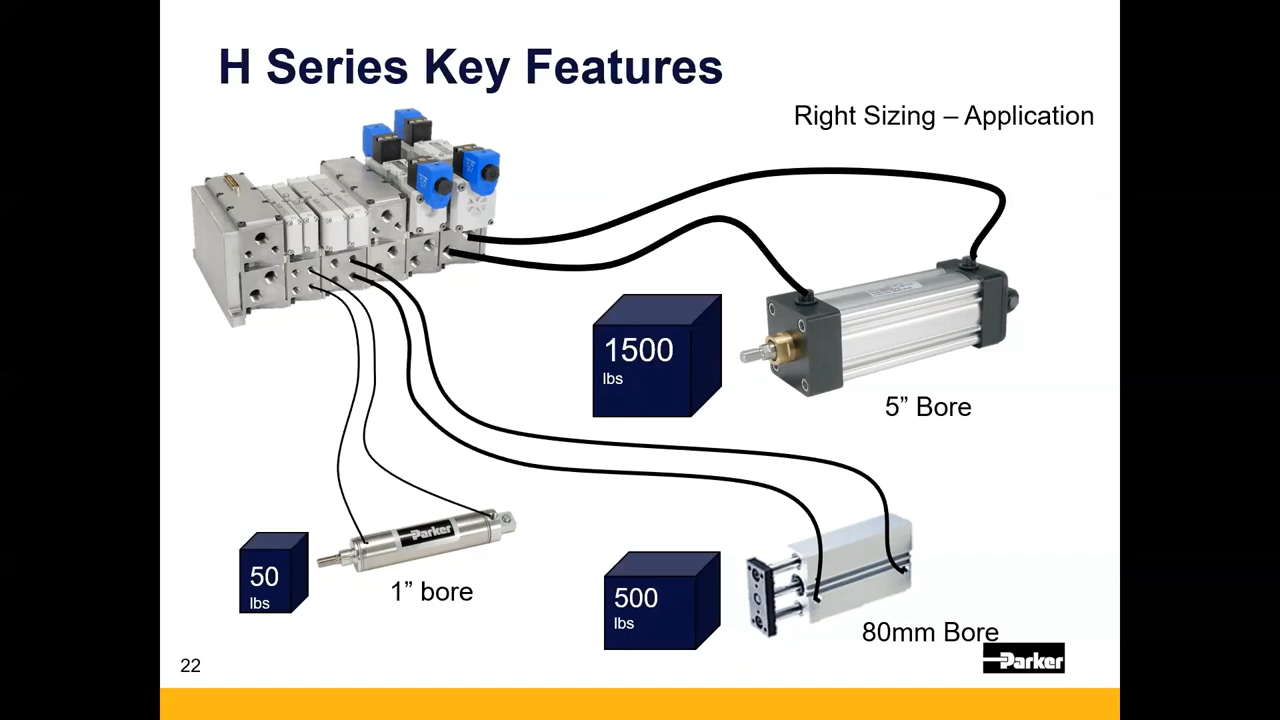 H Series Key Features
Right Sizing – Application
1500
lbs
5” Bore
Parker
50
lbs
1” bore
500
lbs
80mm Bore
22
Parker